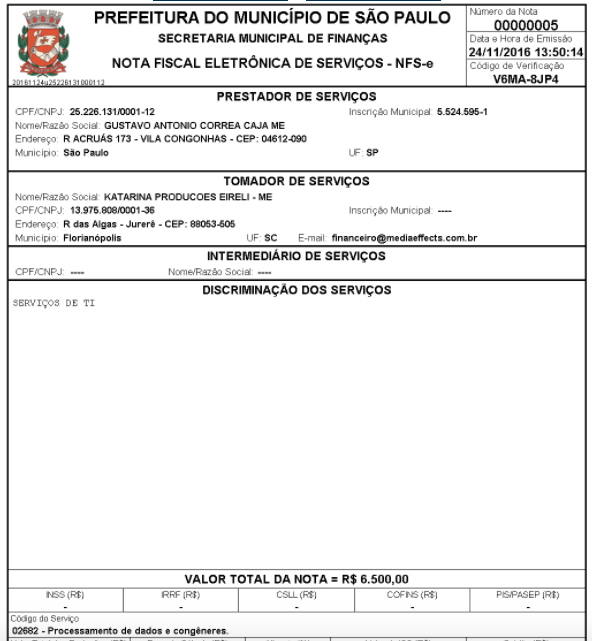 PREFEITURA DO MUNICÍPIO DE SÃO PAULO
SECRETARIA MUNICIPAL DE FINANÇAS
NOTA FISCAL ELETRÔNICA DE SERVIÇOS - NFS-e
20161124u25226131000112
Número da Nota
00000005
Data e Hora de Emissão
24/11/2016 13:50:14
Código de Verificação
V6MA-8JP4
PRESTADOR DE SERVIÇOS
CPF/CNPJ: 25.226.131/0001-12 Inscrição Municipal: 5.524.595-1
Nome/Razão Social: GUSTAVO ANTONIO CORREA CAJA ME
Endereço: R ACRUÁS 173 - VILA CONGONHAS - CEP: 04612-090
Município: São Paulo UF: SP
TOMADOR DE SERVIÇOS
Nome/Razão Social: KATARINA PRODUCOES EIRELI - ME
CPF/CNPJ: 13.975.808/0001-36 Inscrição Municipal: ----
Endereço: R das Algas - Jurerê - CEP: 88053-505
Município: Florianópolis UF: SC E-mail: financeiro@mediaeffects.com.br
INTERMEDIÁRIO DE SERVIÇOS
CPF/CNPJ: ---- Nome/Razão Social: ----
DISCRIMINAÇÃO DOS SERVIÇOS
SERVIÇOS DE TI
VALOR TOTAL DA NOTA = R$ 6.500,00
INSS (R$) IRRF (R$) CSLL (R$) COFINS (R$) PIS/PASEP (R$)
- - - - -
Código do Serviço
02682 - Processamento de dados e congêneres.